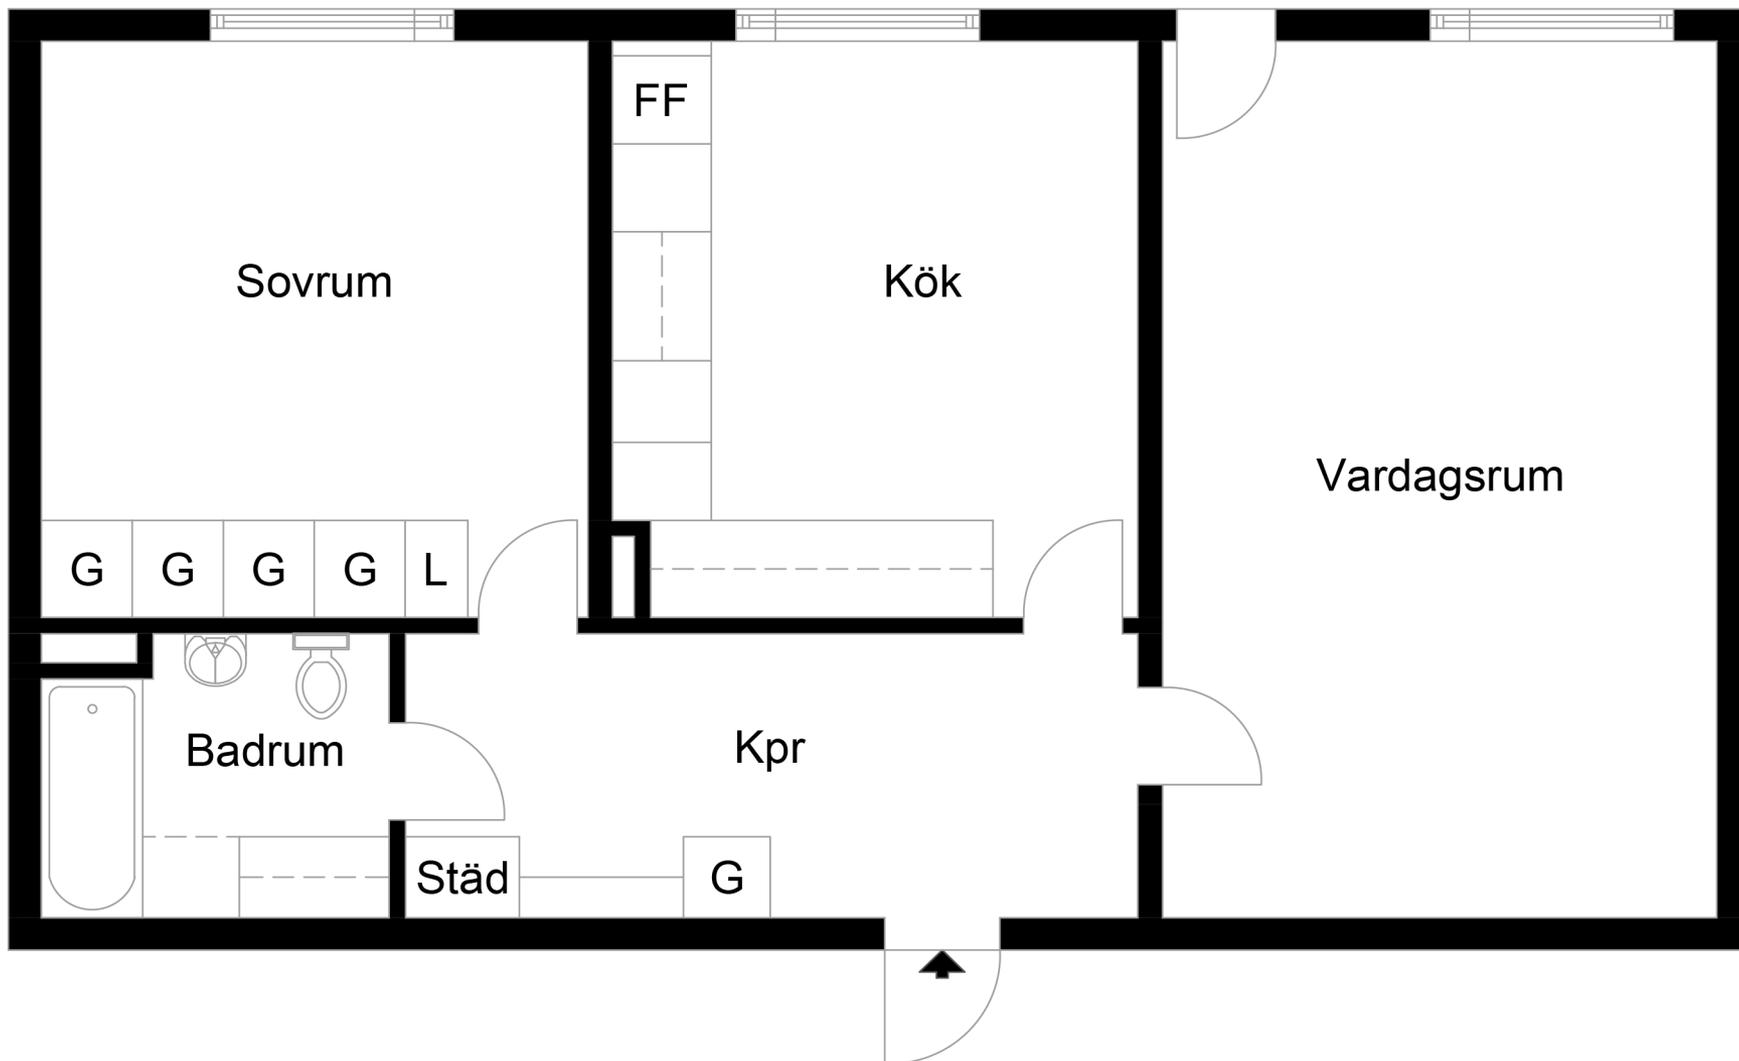 FF
Sovrum
Kök
Vardagsrum
G G G G L
Badrum
Kpr
Städ
G